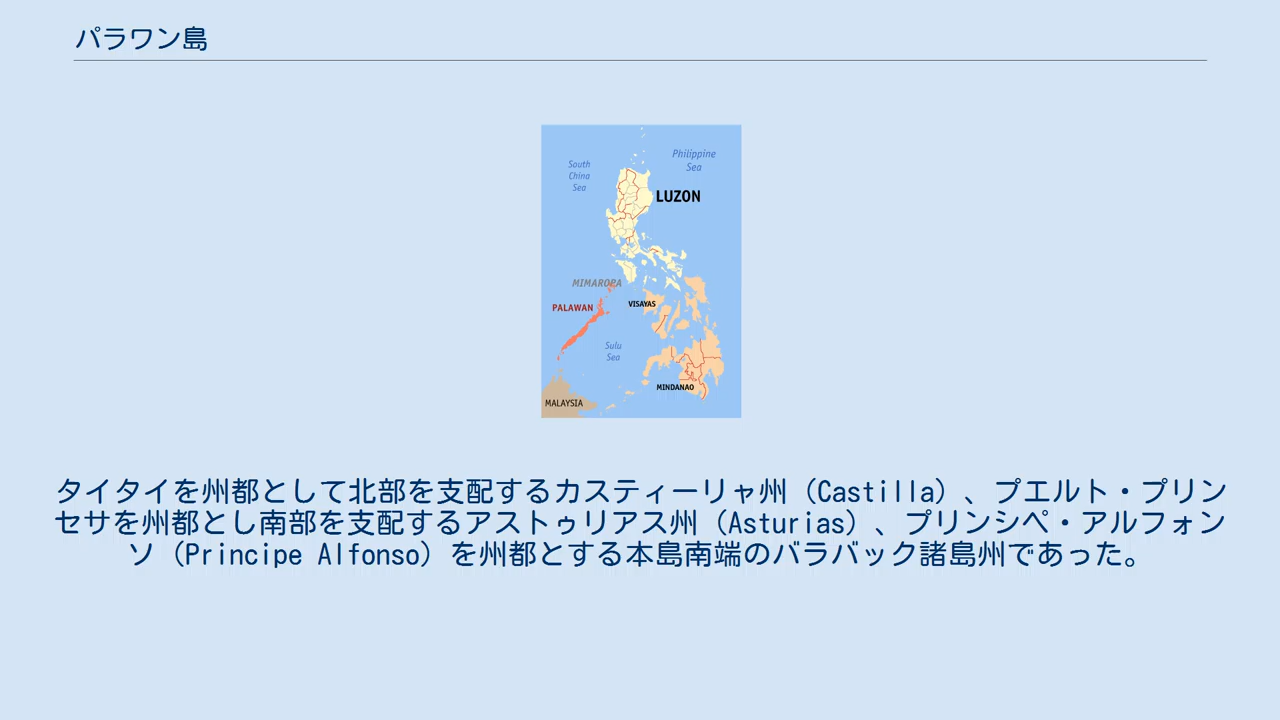 パラワン島
South
China
Sea
Philippine
Sea
LUZON
MIMAROPA
PALAWAN
VISAYAS
Sulu
Sea
MINDANAO
MALAYSIA
タイタイを州都として北部を支配するカスティーリャ州（Castilla）、プエルト・プリン
セサを州都とし南部を支配するアストゥリアス州（Asturias）、プリンシペ・アルフォン
ソ（Principe Alfonso）を州都とする本島南端のバラバック諸島州であった。